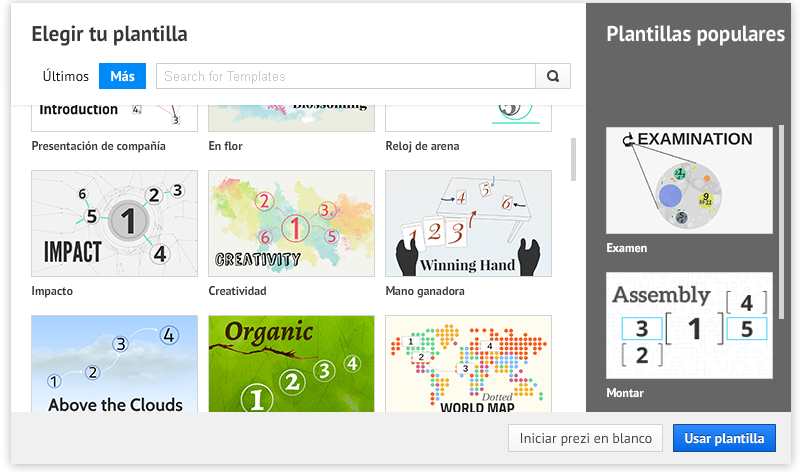 Elegir tu plantilla
Últimos
Más
Search for Templates
Introduction
4.
3
Blossoming
5
Presentación de compañía
En flor
Reloj de arena
6
5
1
2
3
4
IMPACT
2
1
3
6
5
CREATIVITY
4
5
6
1
2
3
Winning Hand
Impacto
Creatividad
Mano ganadora
1
2
3
4
Above the Clouds
Organic
1
2
3
4
1
2
3
4
Dotted
WORLD MAP
Plantillas populares
EXAMINATION
Examen
Assembly
3
1
4
5
2
Montar
Iniciar prezi en blanco
Usar plantilla